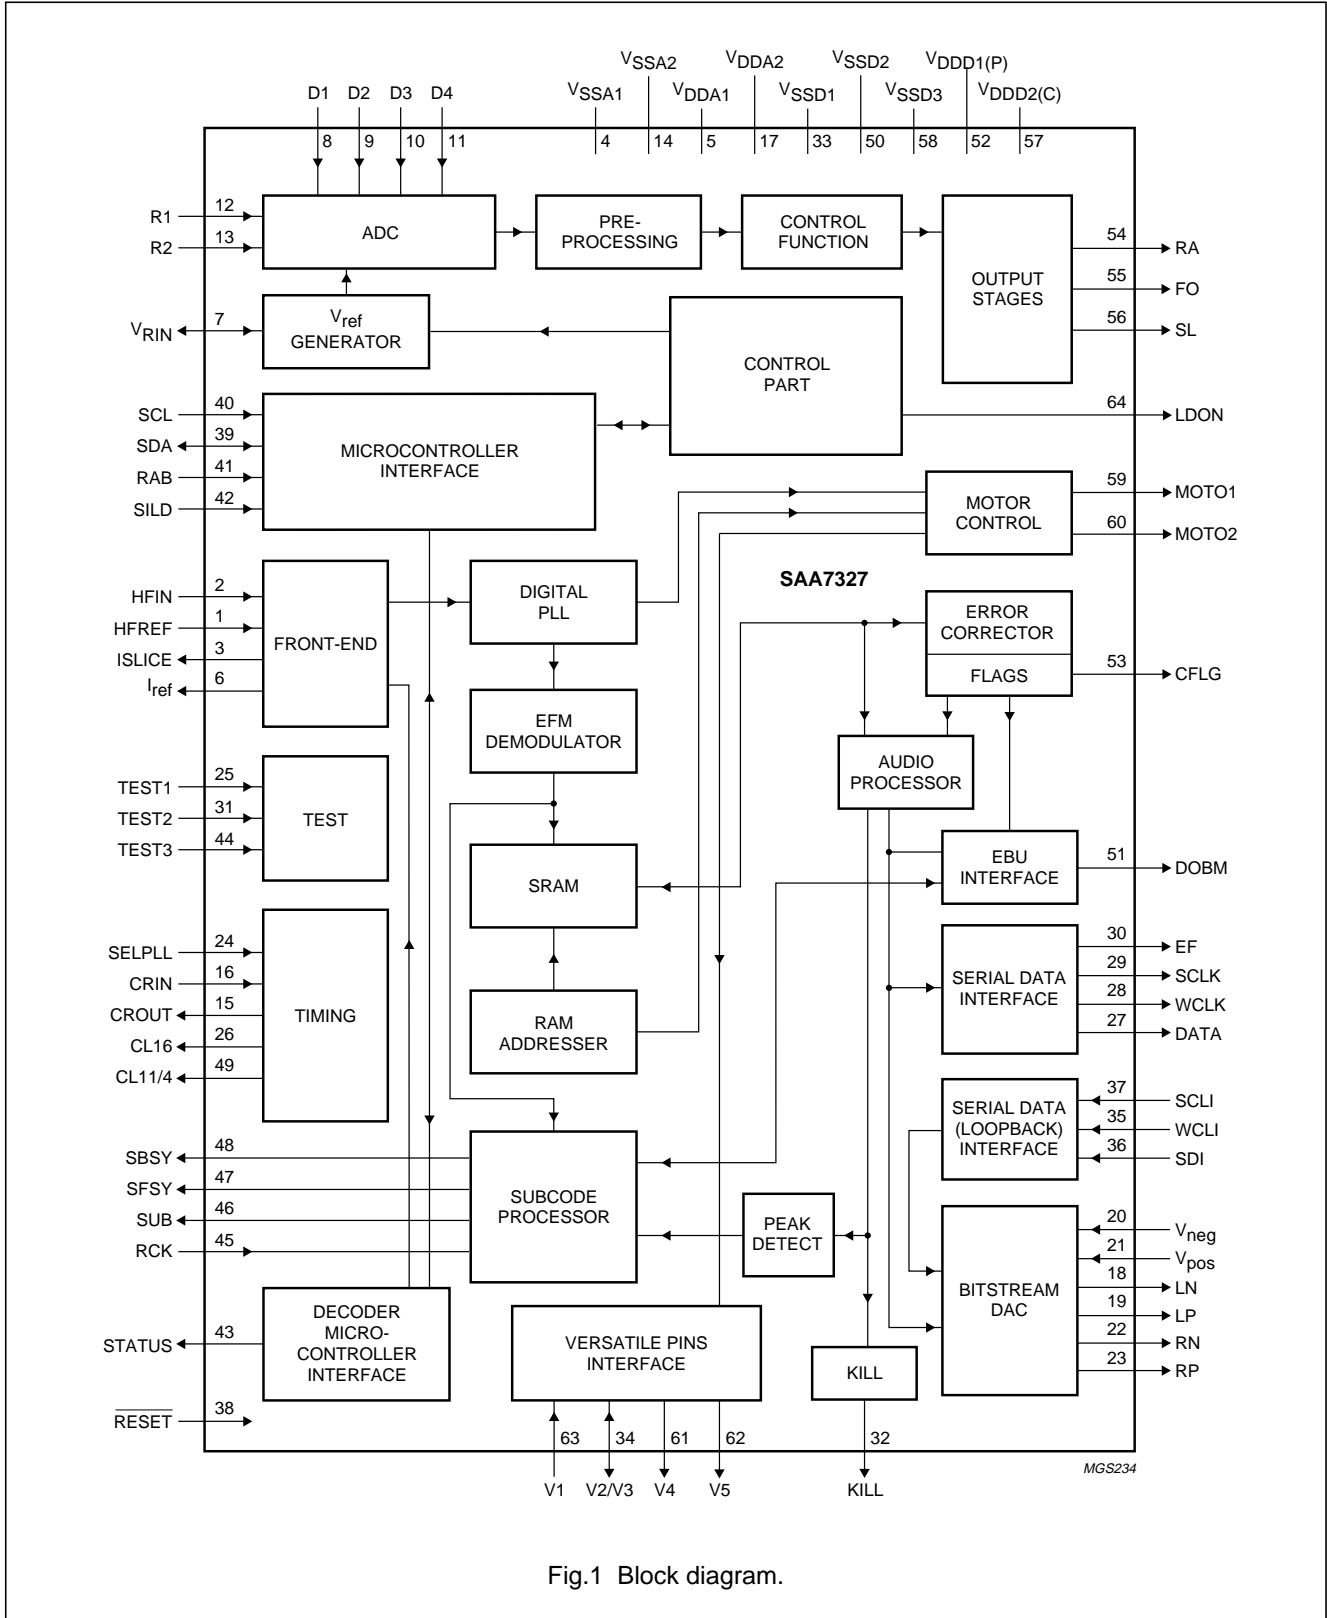 VSSA2 VDDA2 VSSD2 VDDD1(P)
D1 D2 D3 D4 VSSA1 VDDA1 VSSD1 VSSD3 VDDD2(C)
8 9 10 11 4 14 5 17 33 50 58 52 57
R1 12
R2 13
ADC
PRE-
PROCESSING
CONTROL
FUNCTION
OUTPUT
STAGES
54 RA
55 FO
56 SL
VRIN 7
Vref
GENERATOR
CONTROL
PART
64 LDON
SCL 40
SDA 39
RAB 41
SILD 42
MICROCONTROLLER
INTERFACE
MOTOR
CONTROL
59 MOTO1
60 MOTO2
SAA7327
HFIN 2
HFREF 1
ISLICE 3
Iref 6
FRONT-END
DIGITAL
PLL
ERROR
CORRECTOR
FLAGS
53 CFLG
EFM
DEMODULATOR
AUDIO
PROCESSOR
TEST1 25
TEST2 31
TEST3 44
TEST
SRAM
EBU
INTERFACE
51 DOBM
SELPLL 24
CRIN 16
CROUT 15
CL16 26
CL11/4 49
TIMING
RAM
ADDRESSER
SERIAL DATA
INTERFACE
30 EF
29 SCLK
28 WCLK
27 DATA
SERIAL DATA
(LOOPBACK)
INTERFACE
37 SCLI
35 WCLI
36 SDI
SBSY 48
SFSY 47
SUB 46
RCK 45
SUBCODE
PROCESSOR
PEAK
DETECT
BITSTREAM
DAC
20 Vneg
21 Vpos
18 LN
19 LP
22 RN
23 RP
STATUS 43
DECODER
MICRO-
CONTROLLER
INTERFACE
VERSATILE PINS
INTERFACE
KILL
RESET 38
63 34 61 62 32
V1 V2/V3 V4 V5 KILL
MGS234
Fig.1 Block diagram.